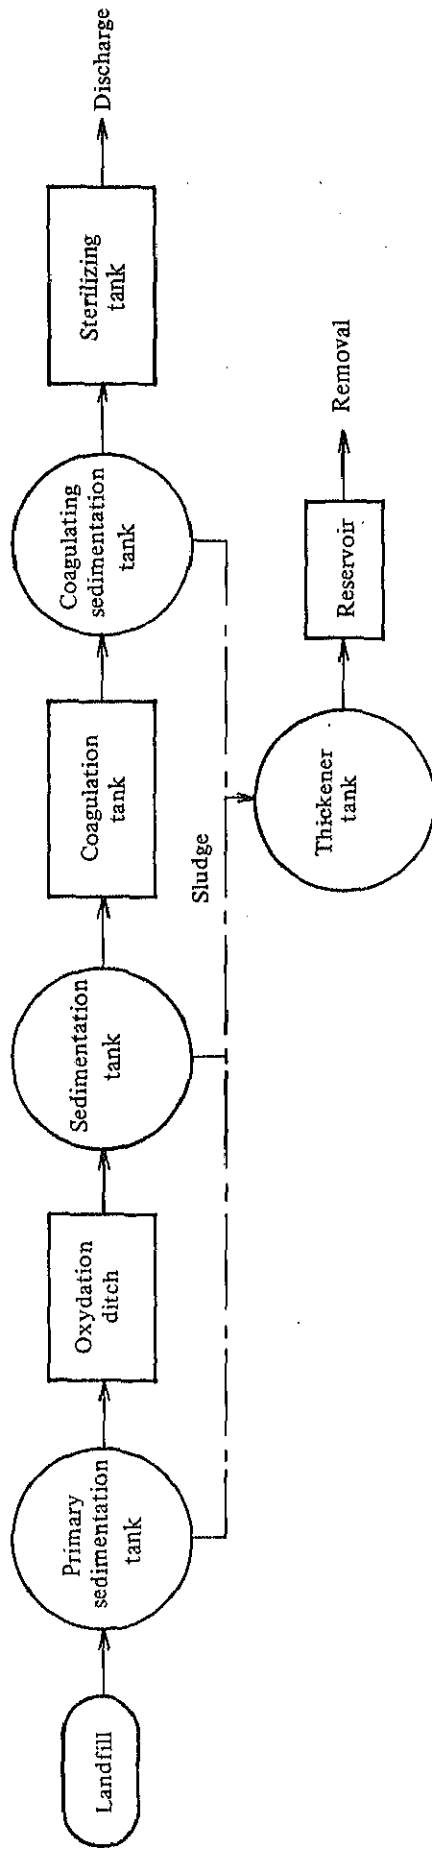 Landfill
Primary
sedimentation
tank
Oxydation
ditch
Sedimentation
tank
Coagulation
tank
Coagulating
sedimentation
tank
Sterilizing
tank
Discharge
Sludge
Thickener
tank
Reservoir
Removal